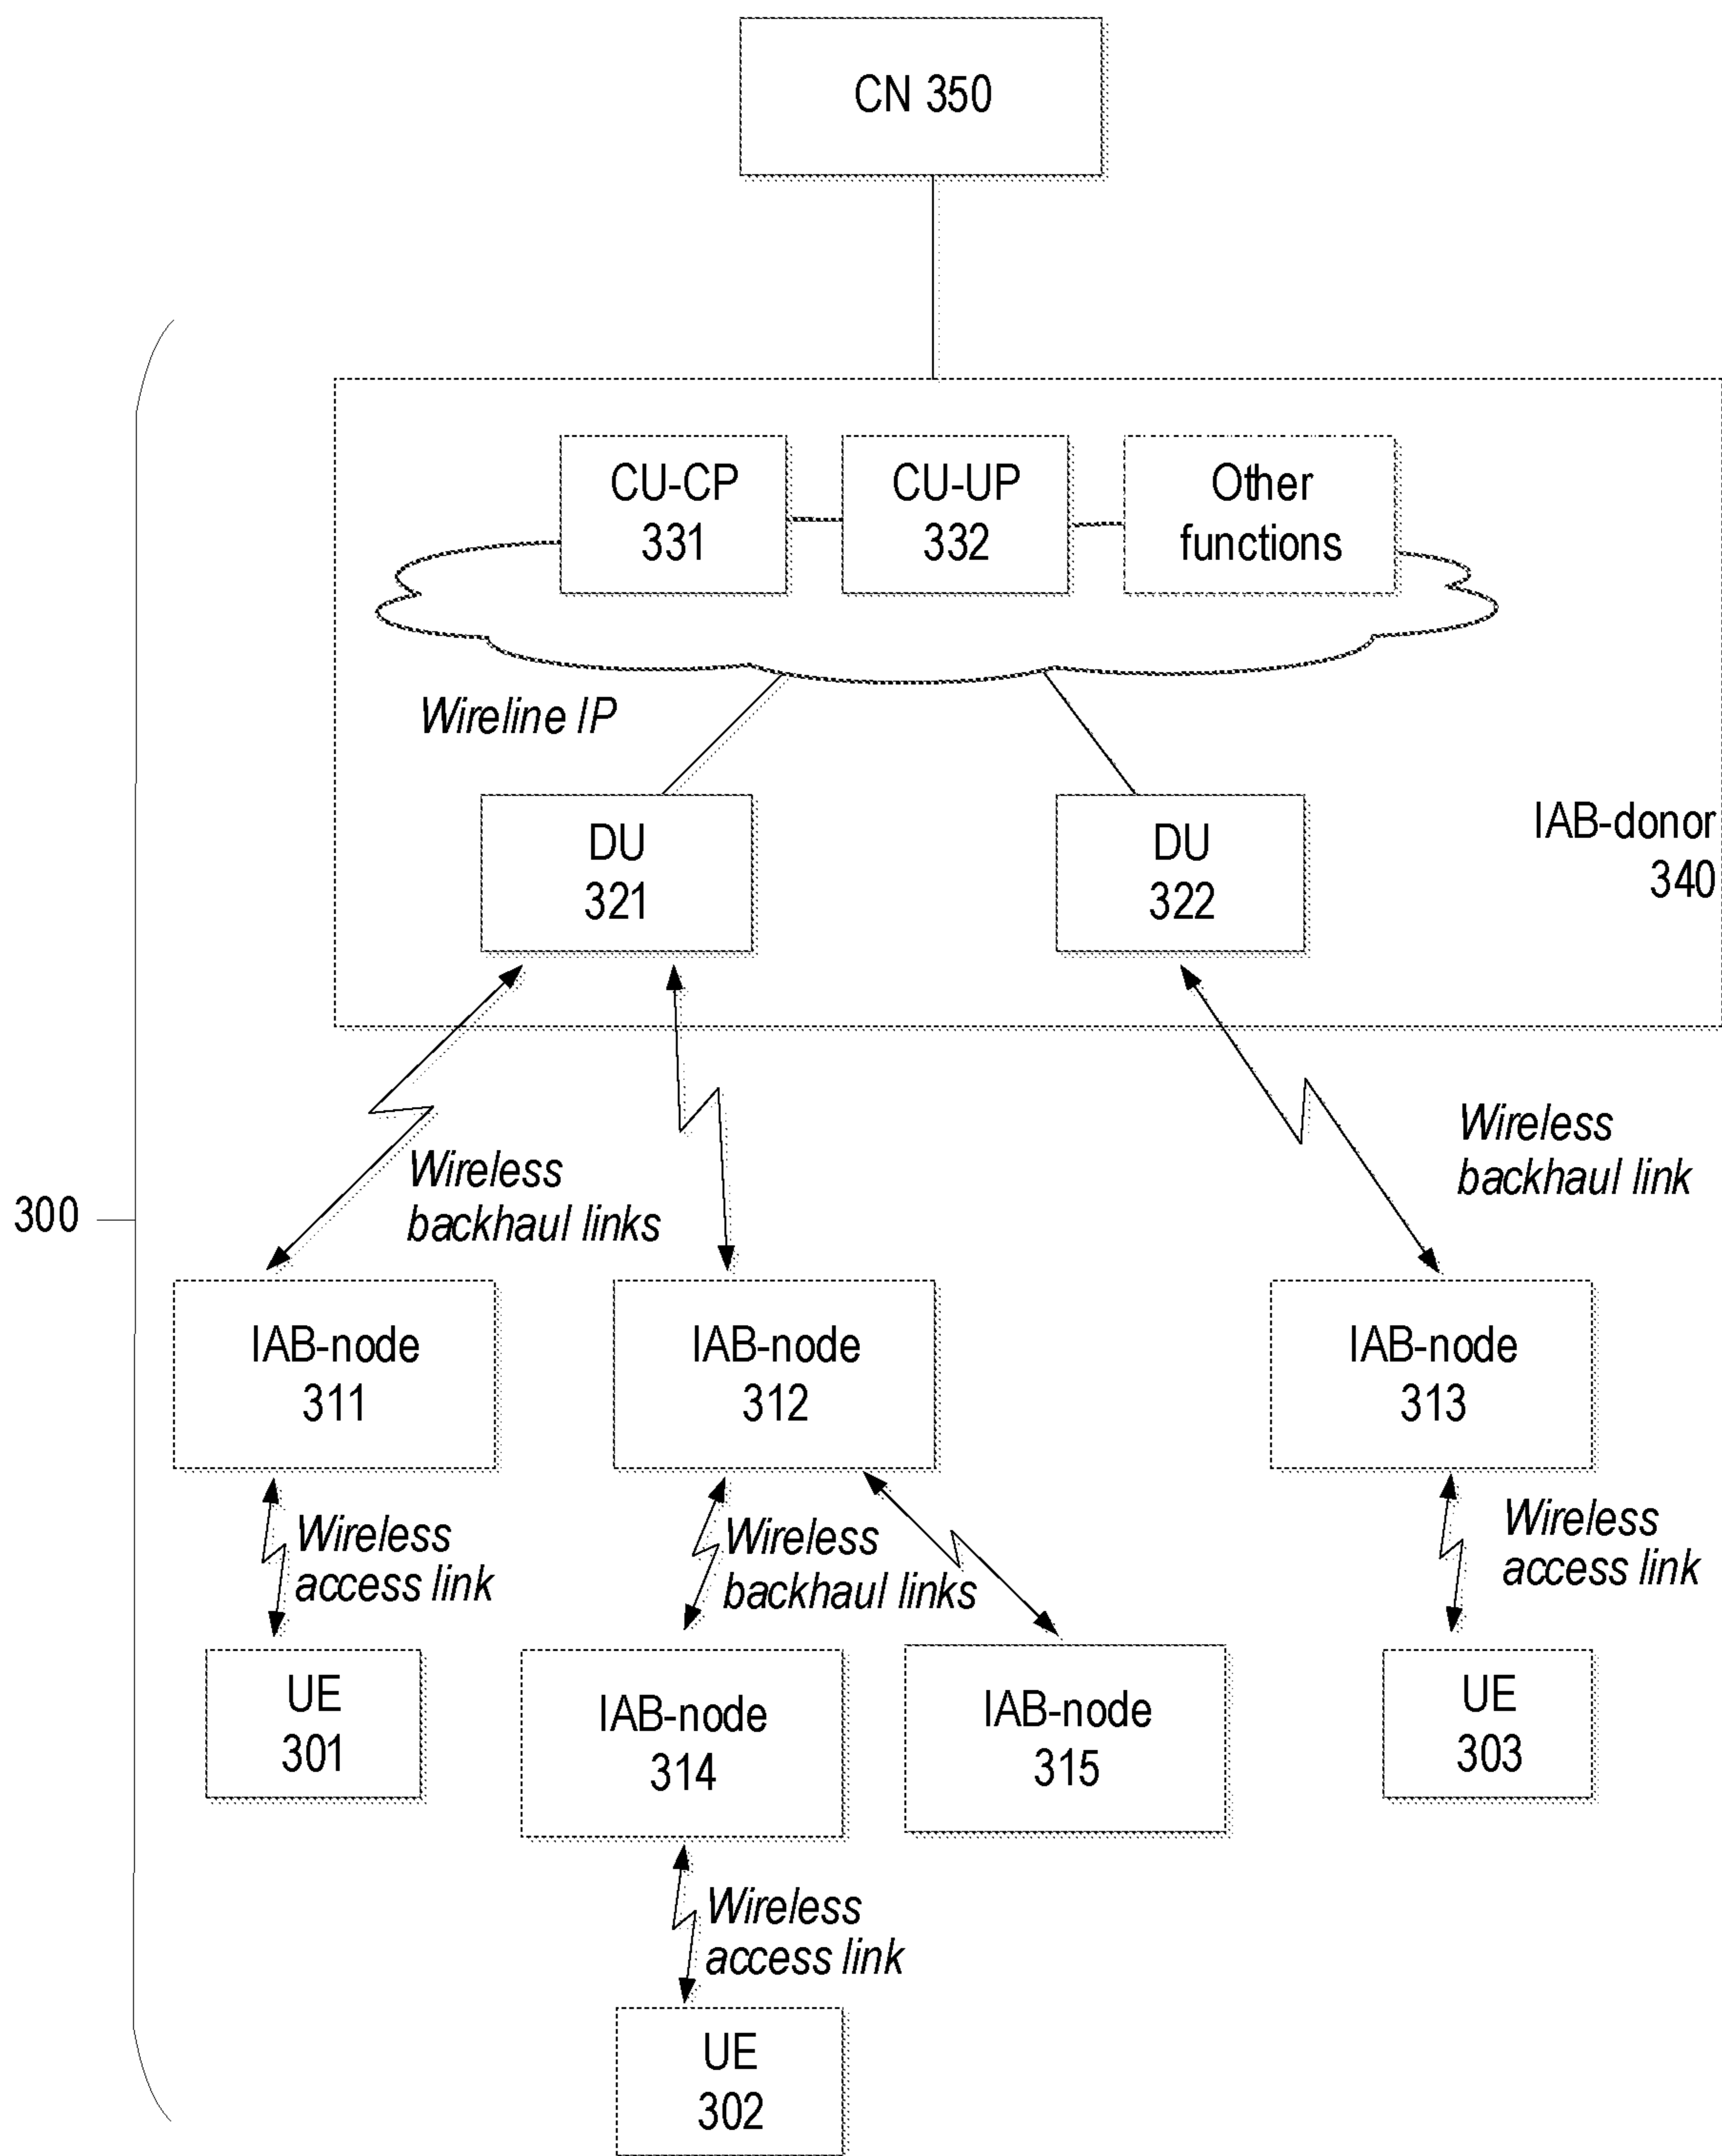 CN 350
CU-CP
331
CU-UP
332
Other
functions
Wireline IP
DU
321
DU
322
IAB-donor
340
Wireless
backhaul links
Wireless
backhaul link
300
IAB-node
311
IAB-node
312
IAB-node
313
Wireless
access link
Wireless
backhaul links
Wireless
access link
UE
301
IAB-node
314
IAB-node
315
UE
303
Wireless
access link
UE
302